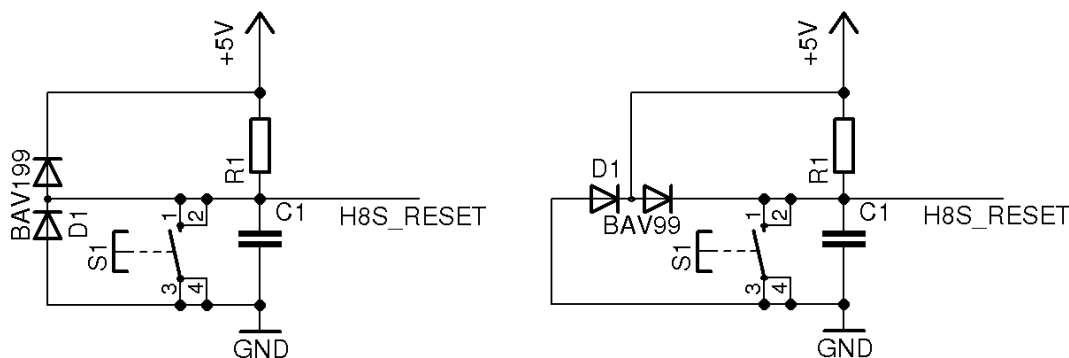 +5V
BAV199
D1
R1
1
2
C1
H8S_RESET
S1
3
4
GND
+5V
D1
BAV99
R1
1
2
C1
H8S_RESET
S1
3
4
GND